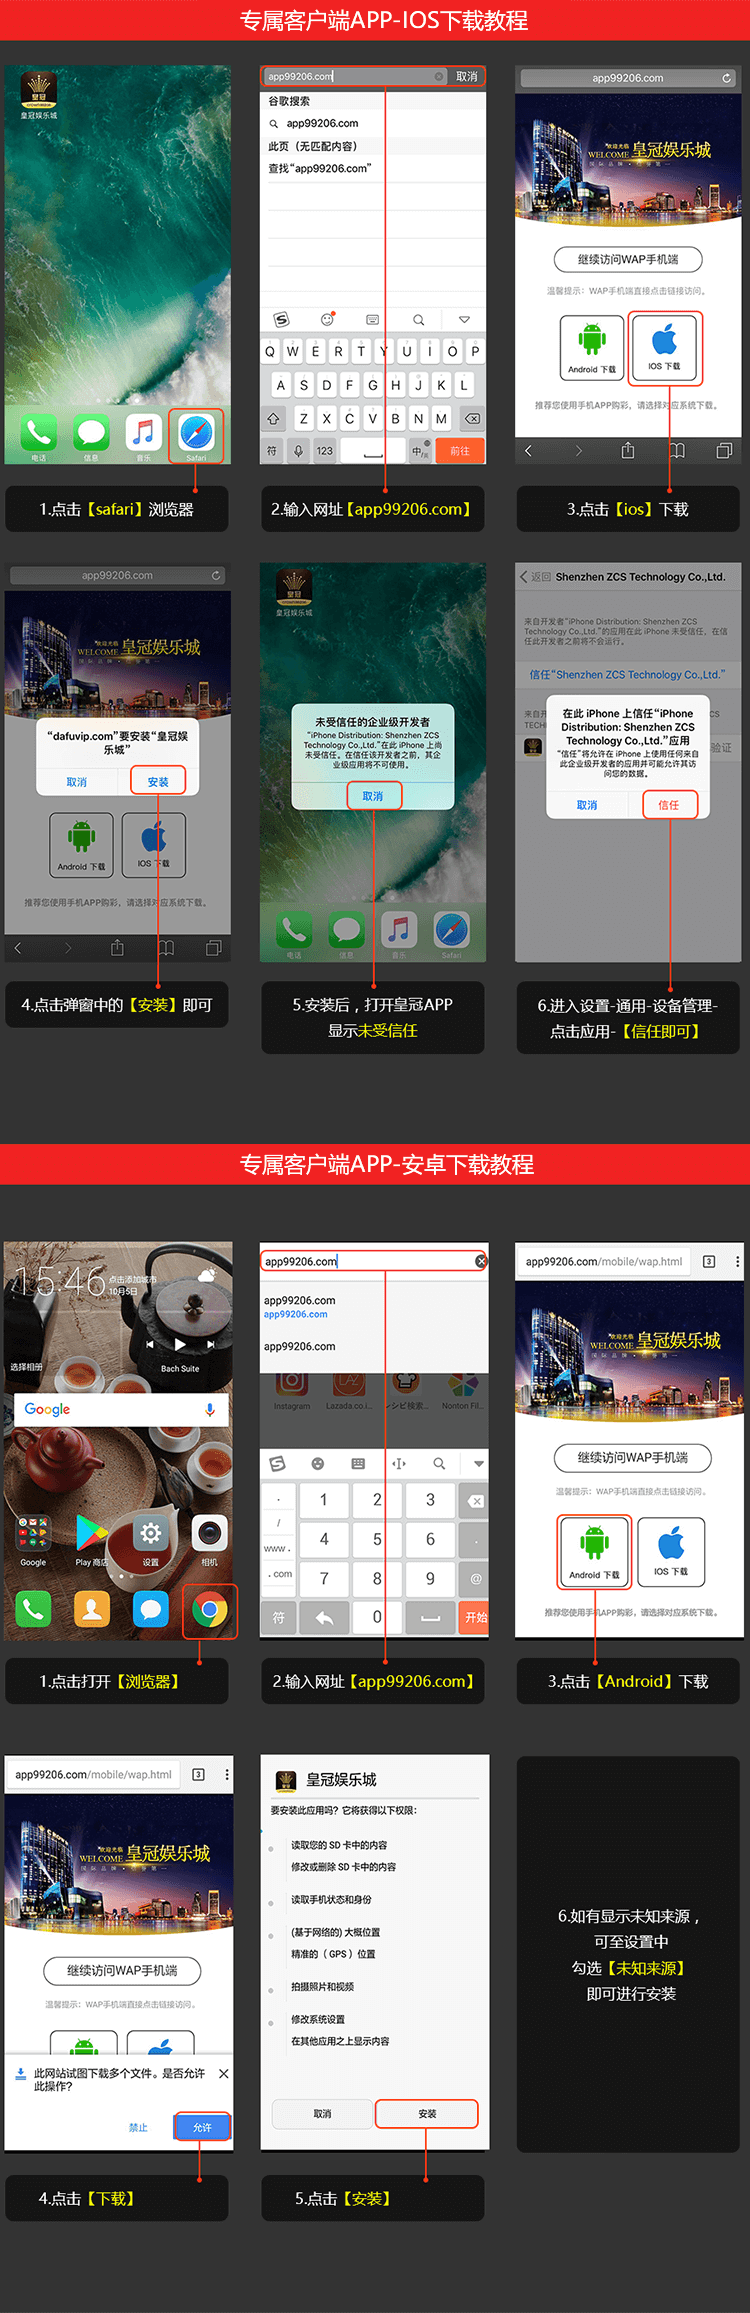 专属客户端APP-IOS下载教程
皇冠
皇冠娱乐城
电话
信息
音乐
Safari
1.点击【safari】浏览器
app99206.com
取消
谷歌搜索
app99206.com
此页（无匹配内容）
查找“app99206.com”
Q W E R T Y U I O P
A S D F G H J K L
Z X C V B N M
符
123
中/
前往
2.输入网址【app99206.com】
app99206.com
欢迎光临
WELCOME 皇冠娱乐城
继续访问WAP手机端
温馨提示：WAP手机端直接点击链接访问。
Android 下载
IOS 下载
推荐您使用手机APP购彩，请选择对应系统下载。
3.点击【ios】下载
app99206.com
欢迎光临
WELCOME 皇冠娱乐城
“dafuvip.com”要安装“皇冠娱
乐城”
取消
安装
Android 下载
IOS 下载
推荐您使用手机APP购彩，请选择对应系统下载。
4.点击弹窗中的【安装】即可
皇冠
皇冠娱乐城
未受信任的企业级开发者
“iPhone Distribution: Shenzhen ZCS
Technology Co.,Ltd.”在此 iPhone 上尚
未受信任。在信任该开发者之前，其企
业级应用将不可使用。
取消
电话
信息
音乐
Safari
5.安装后，打开皇冠APP
显示未受信任
返回
Shenzhen ZCS Technology Co.,Ltd.
来自开发者“iPhone Distribution: Shenzhen ZCS
Technology Co.,Ltd.”的应用在此 iPhone 未受信任，在信
任此开发者之前将不会运行。
信任“Shenzhen ZCS Technology Co.,Ltd.”
在此 iPhone 上信任“iPhone
Distribution: Shenzhen ZCS
Technology Co.,Ltd.”应用
“信任”将允许在 iPhone 上使用任何来自
此企业级开发者的应用并可能允许其访
问您的数据。
取消
信任
验证
6.进入设置-通用-设备管理-
点击应用-【信任即可】
专属客户端APP-安卓下载教程
15:46
点击添加城市
10月5日
选择相册
Bach Suite
Google
Google
Play 商店
设置
相机
1.点击打开【浏览器】
app99206.com
app99206.com
app99206.com
app99206.com
Instagram
Lazada co.i...
レシピ検索...
Nonton Fil...
. 1 2 3
/ 4 5 6 .
www. 7 8 9 @
.com
符
0
开始
2.输入网址【app99206.com】
app99206.com/mobile/wap.html
3
欢迎光临
WELCOME 皇冠娱乐城
继续访问WAP手机端
温馨提示：WAP手机端直接点击链接访问。
Android 下载
IOS 下载
推荐您使用手机APP购彩，请选择对应系统下载。
3.点击【Android】下载
app99206.com/mobile/wap.html
3
欢迎光临
WELCOME 皇冠娱乐城
继续访问WAP手机端
温馨提示：WAP手机端直接点击链接访问。
此网站试图下载多个文件。是否允许
此操作？
禁止
允许
4.点击【下载】
皇冠娱乐城
要安装此应用吗？它将获得以下权限：
读取您的 SD 卡中的内容
修改或删除 SD 卡中的内容
读取手机状态和身份
(基于网络的) 大概位置
精准的（GPS）位置
拍摄照片和视频
修改系统设置
在其他应用之上显示内容
取消
安装
5.点击【安装】
6.如有显示未知来源，
可至设置中
勾选【未知来源】
即可进行安装